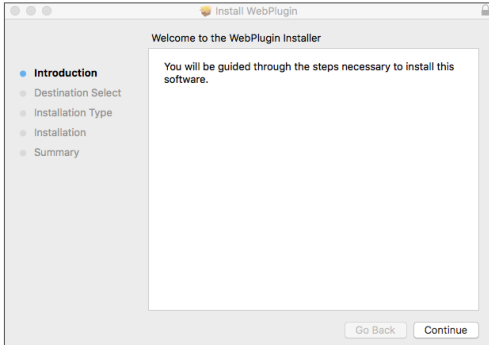 Install WebPlugin
Welcome to the WebPlugin Installer
Introduction
Destination Select
Installation Type
Installation
Summary
You will be guided through the steps necessary to install this
software.
Go Back
Continue